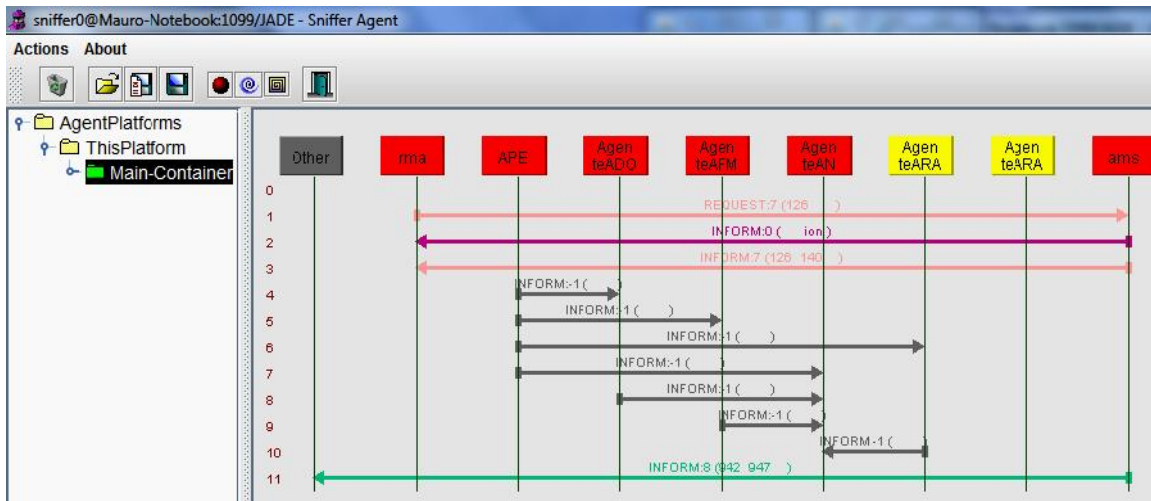 sniffer0@Mauro-Notebook:1099/JADE - Sniffer Agent
Actions About
AgentPlatforms
ThisPlatform
Main-Container
Other
rma
APE
Agen
teADO
Agen
teAFM
Agen
teAN
Agen
teARA
Agen
teARA
ams
0
1
REQUEST:7 (126 )
2
INFORM:0 ( ion )
3
INFORM:7 (126 140 )
4
INFORM:-1 ( )
5
INFORM:-1 ( )
6
INFORM:-1 ( )
7
INFORM:-1 ( )
8
INFORM:-1 ( )
9
INFORM:-1 ( )
10
INFORM-1 ( )
11
INFORM:8 (942 947 )